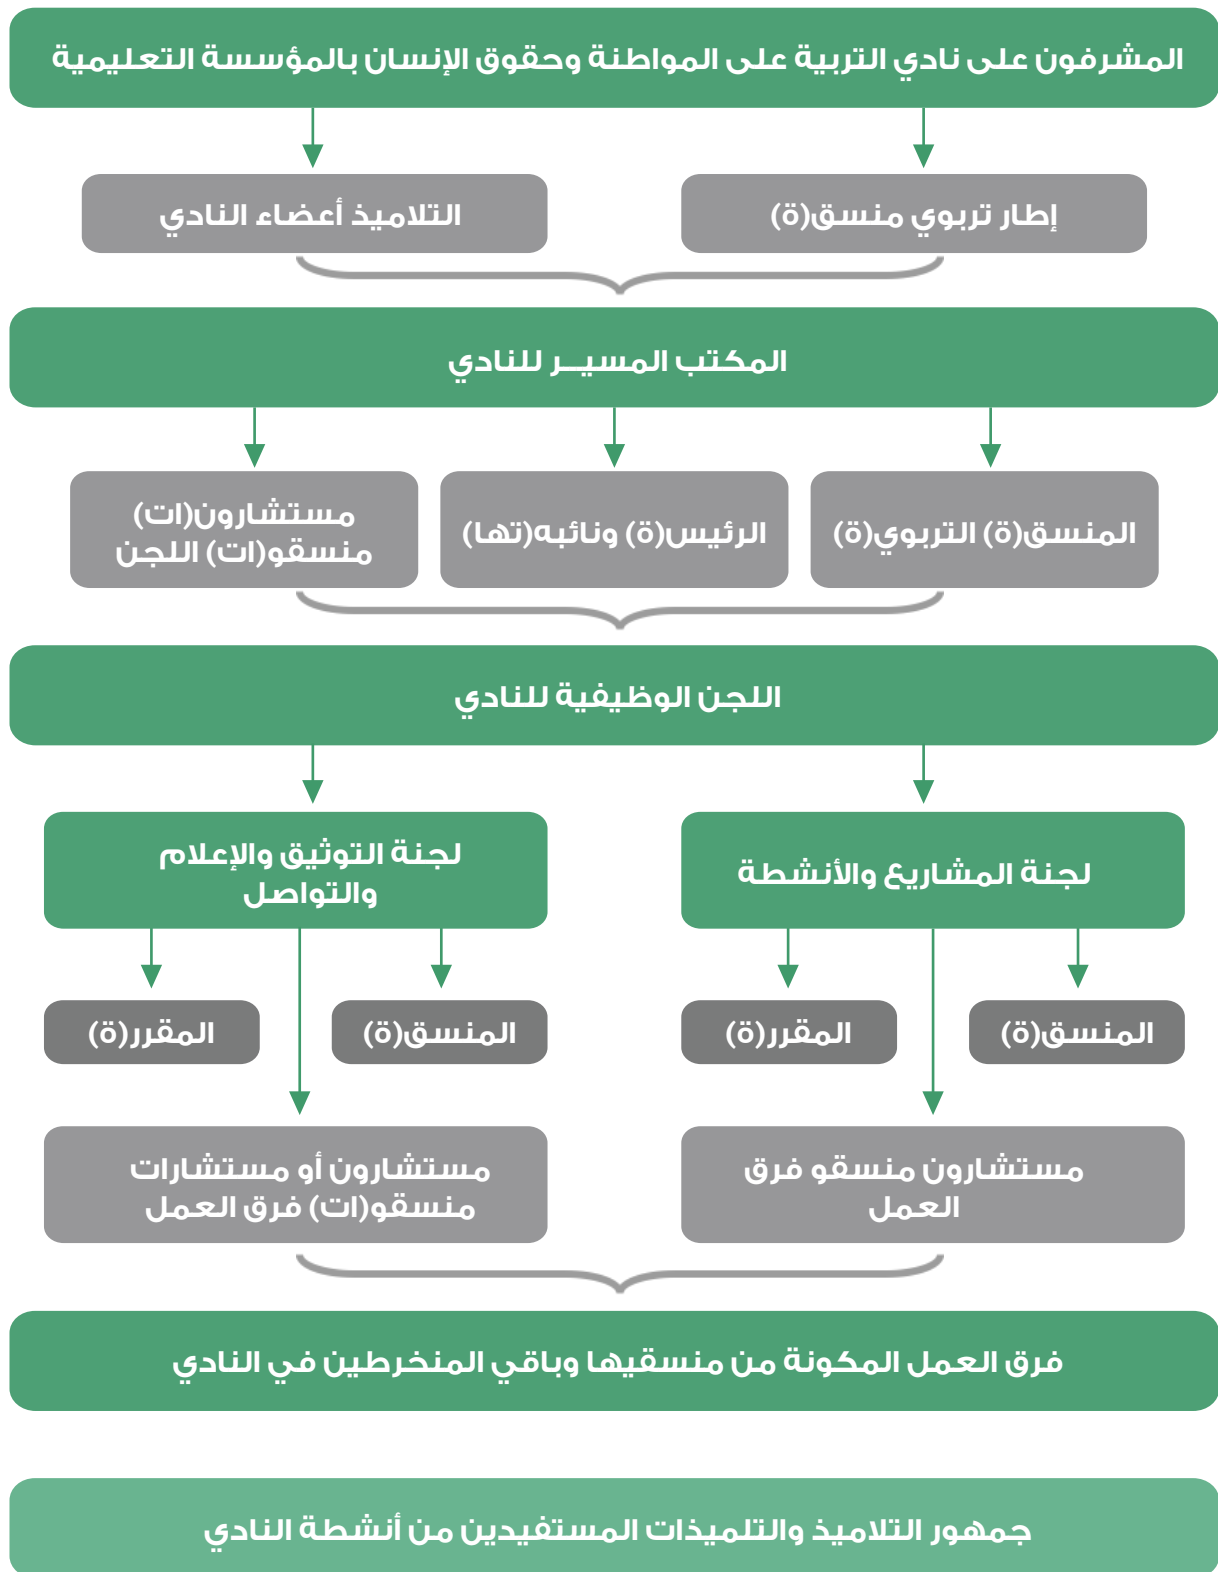 المشرفون على نادي التربية على المواطنة وحقوق الإنسان بالمؤسسة التعليمية
إطار تربوي منسق(ة)
التلاميذ أعضاء النادي
المكتب المسيــر للنادي
المنسق(ة) التربوي(ة)
الرئيس(ة) ونائبه(تها)
مستشارون(ات)
منسقو(ات) اللجن
اللجن الوظيفية للنادي
لجنة المشاريع والأنشطة
لجنة التوثيق والإعلام
والتواصل
المنسق(ة)
المقرر(ة)
المنسق(ة)
المقرر(ة)
مستشارون منسقو فرق
العمل
مستشارون أو مستشارات
منسقو(ات) فرق العمل
فرق العمل المكونة من منسقيها وباقي المنخرطين في النادي
جمهور التلاميذ والتلميذات المستفيدين من أنشطة النادي